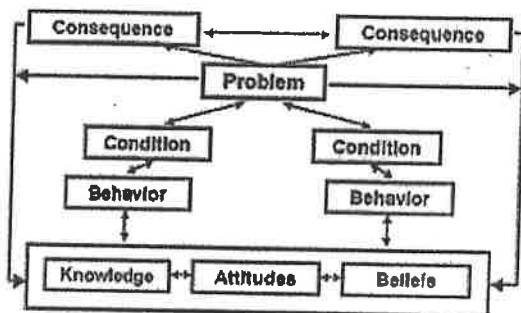 Consequence
Consequence
Problem
Condition
Condition
Behavior
Behavior
Knowledge
Attitudes
Beliefs